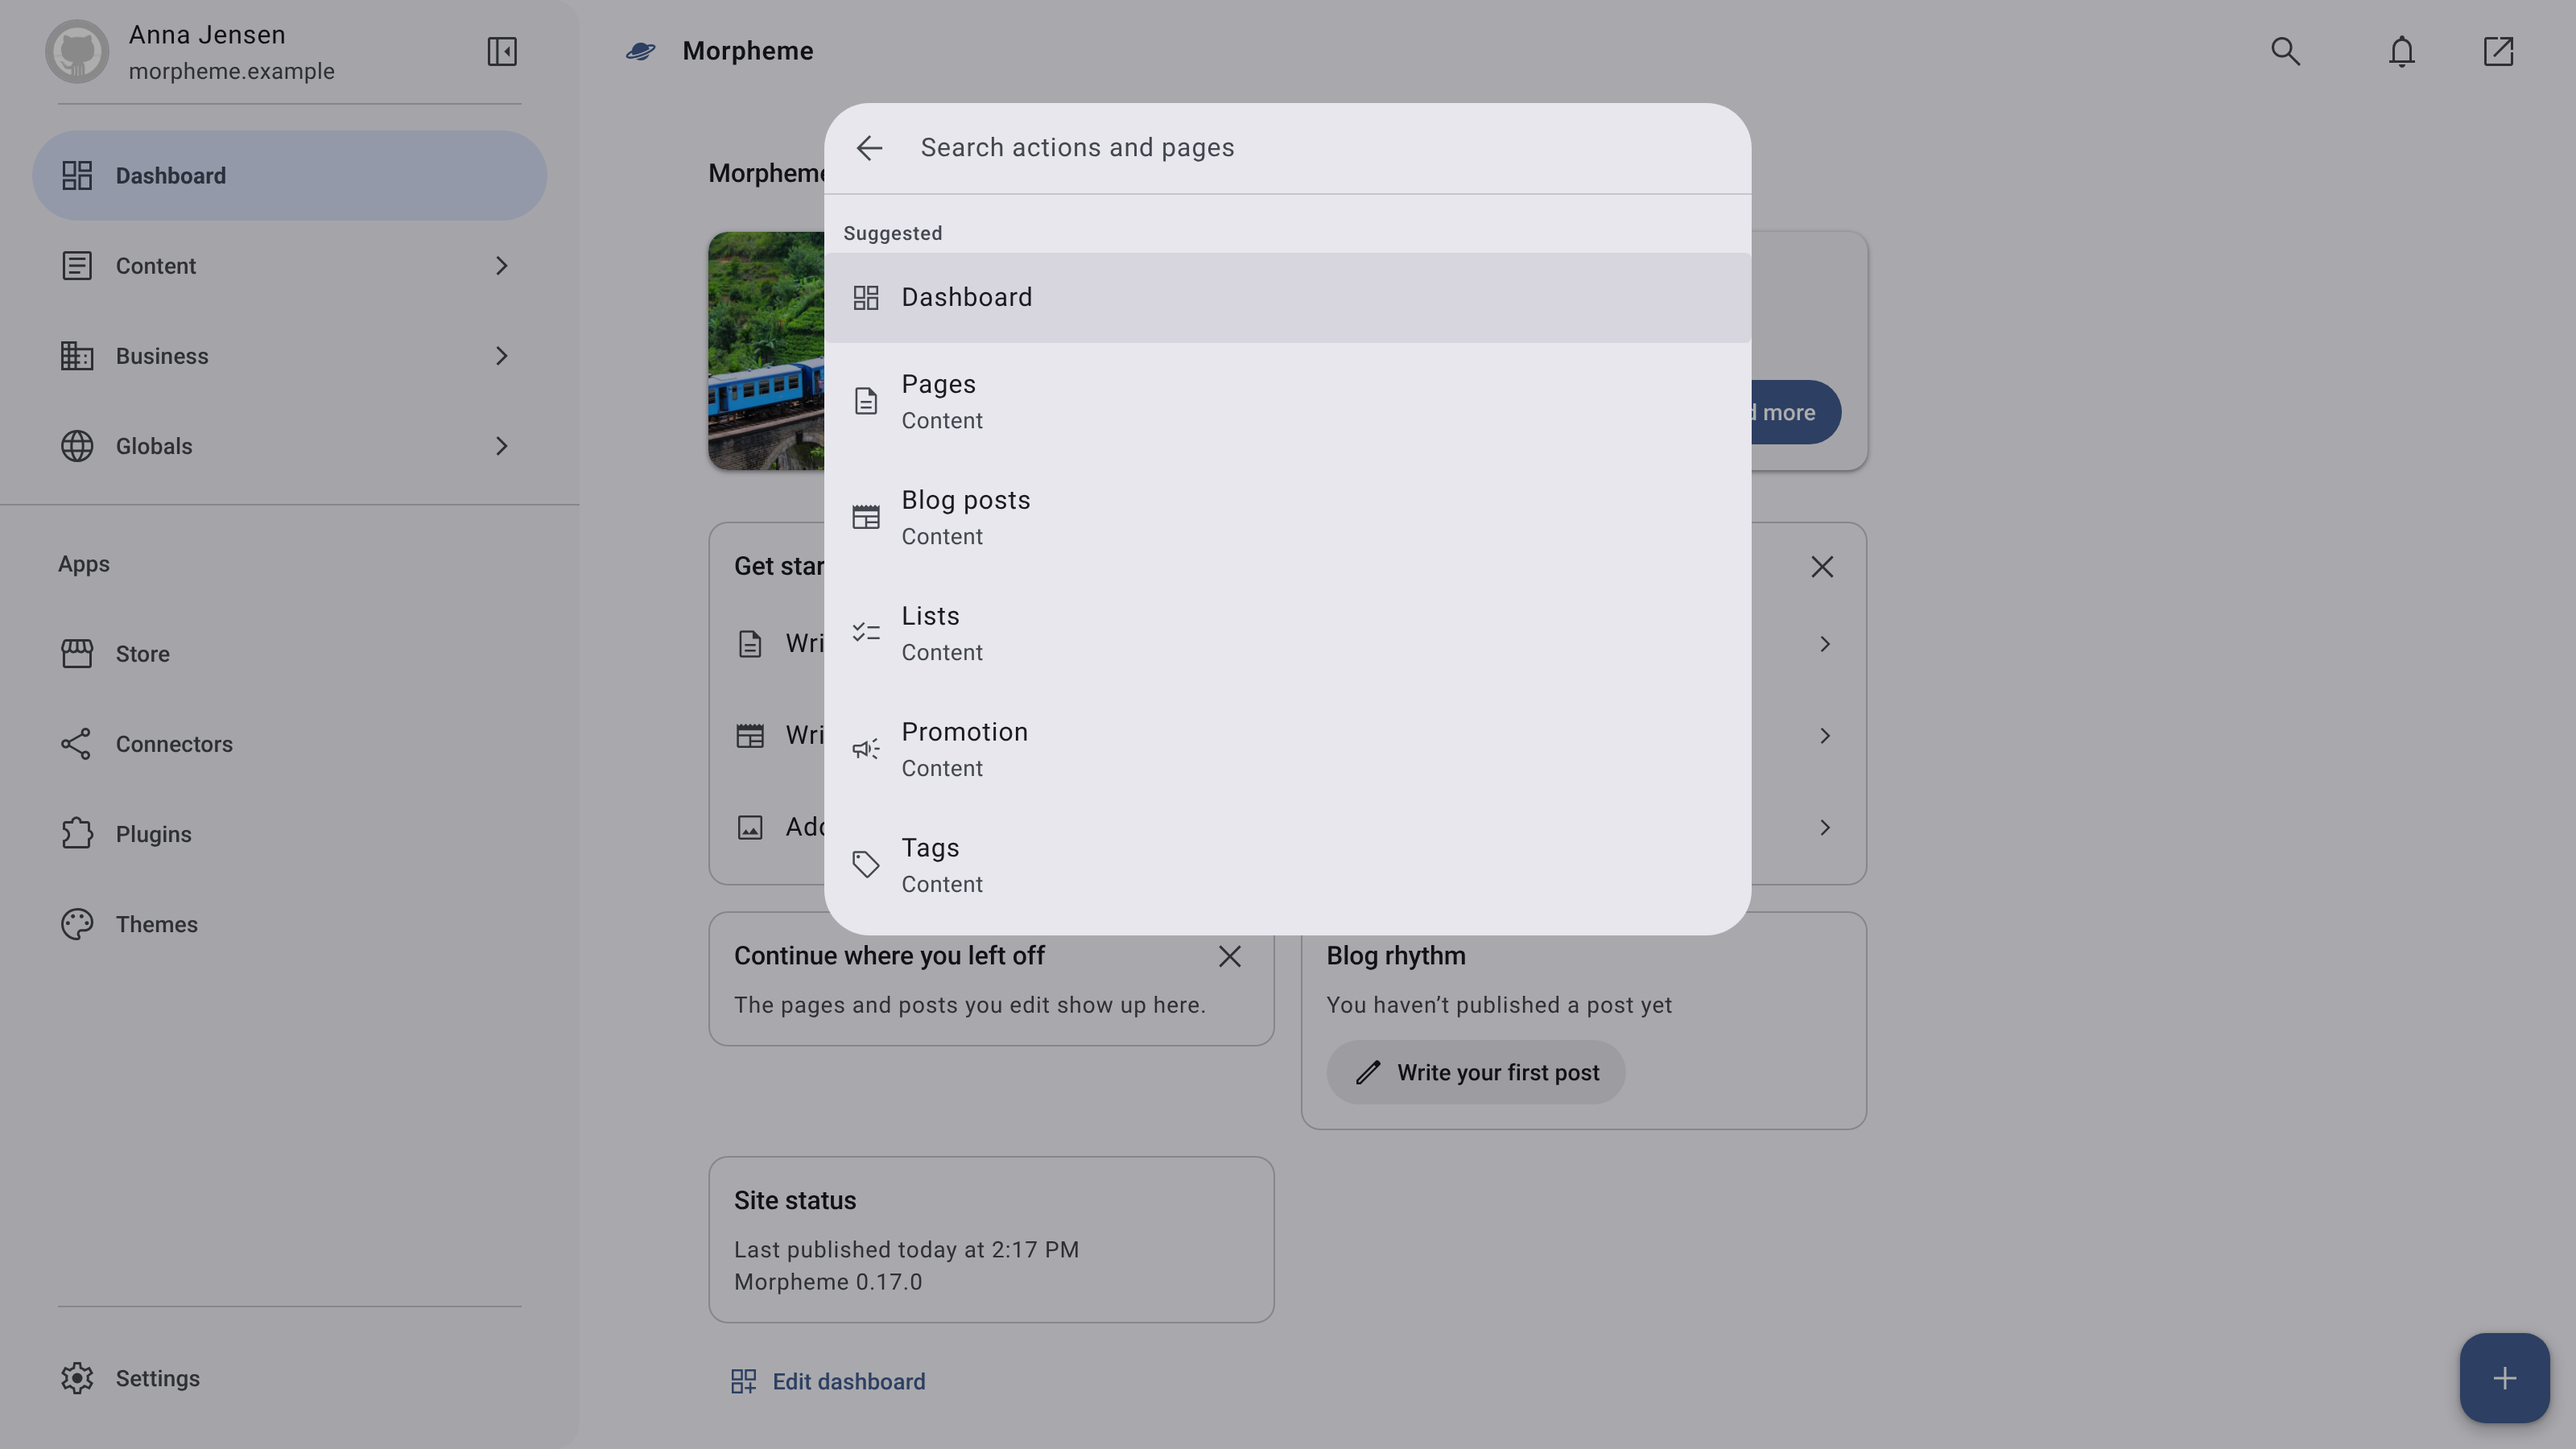 Anna Jensen
morpheme.example
Dashboard
Content
Business
Globals
Apps
Store
Connectors
Plugins
Themes
Settings
Morpheme
Morpheme
Search actions and pages
Suggested
Dashboard
Pages
Content
Blog posts
Content
Lists
Content
Promotion
Content
Tags
Content
more
Get star
Wri
Wri
Add
Continue where you left off
The pages and posts you edit show up here.
Blog rhythm
You haven’t published a post yet
Write your first post
Site status
Last published today at 2:17 PM
Morpheme 0.17.0
Edit dashboard